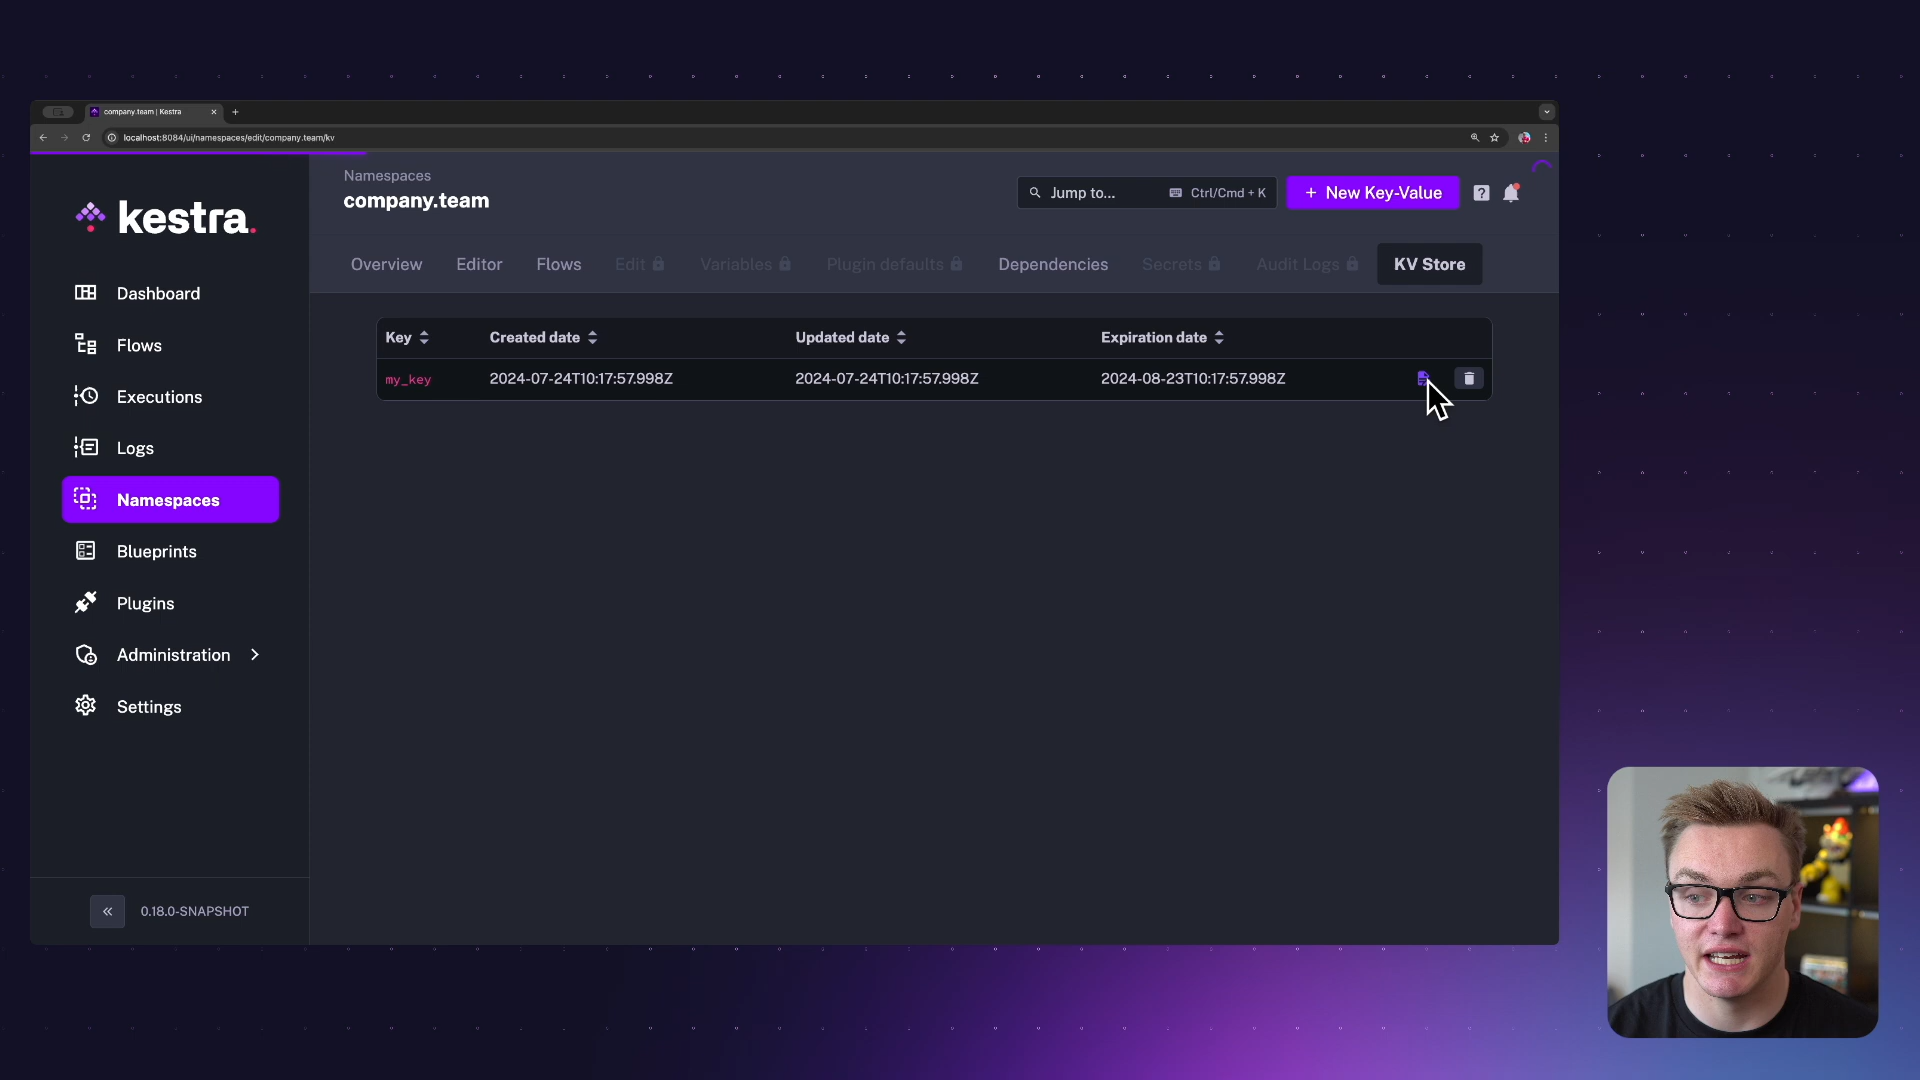 company.team | Kestra
localhost:8084/ui/namespaces/edit/company.team/kv
kestra.
Namespaces
company.team
Jump to... Ctrl/Cmd + K
+ New Key-Value
Overview Editor Flows Edit Variables Plugin defaults Dependencies Secrets Audit Logs KV Store
Key Created date Updated date Expiration date
my_key 2024-07-24T10:17:57.998Z 2024-07-24T10:17:57.998Z 2024-08-23T10:17:57.998Z
Dashboard
Flows
Executions
Logs
Namespaces
Blueprints
Plugins
Administration
Settings
0.18.0-SNAPSHOT